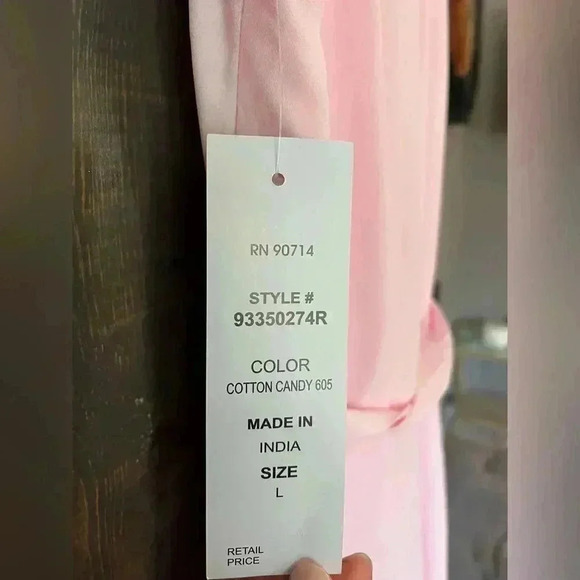 RN 90714
STYLE #
93350274R
COLOR
COTTON CANDY 605
MADE IN
INDIA
SIZE
L
RETAIL
PRICE